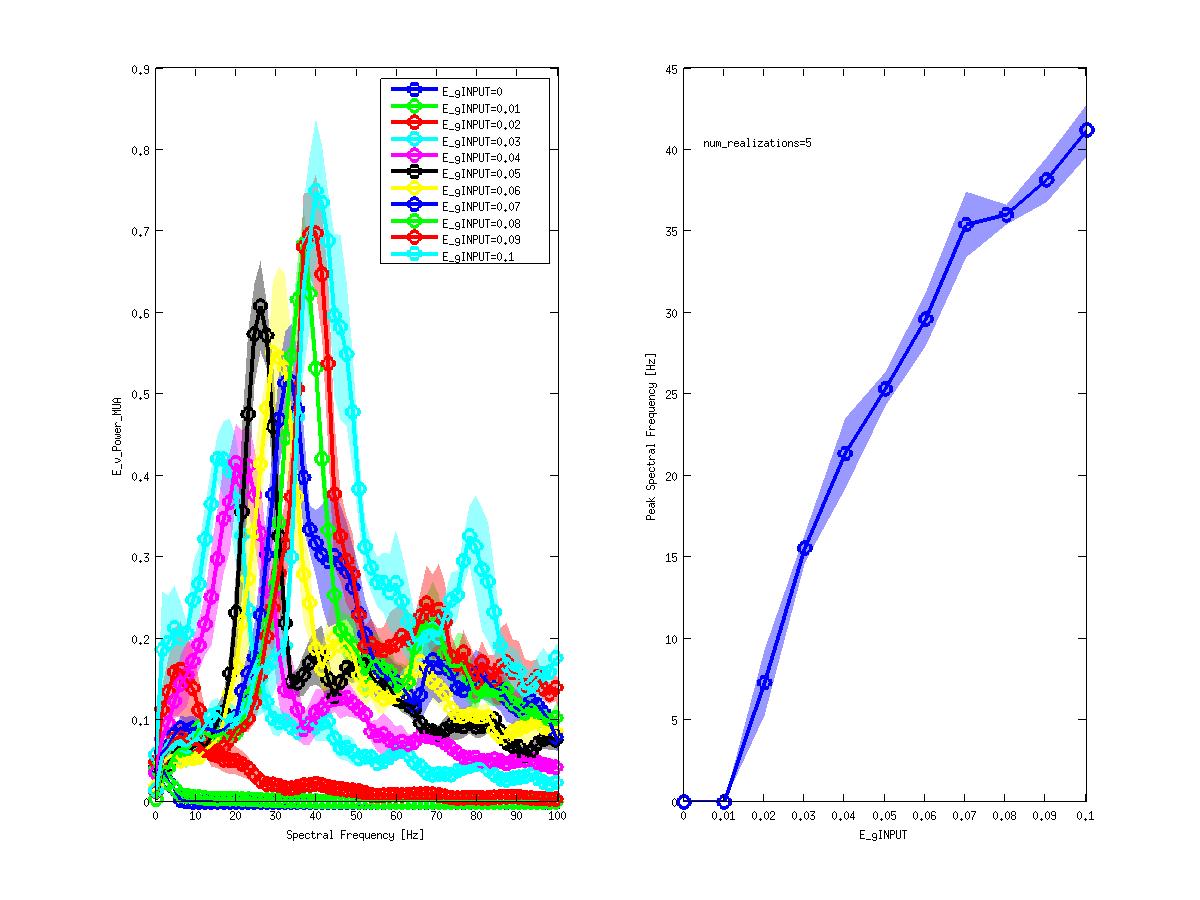 0.9
0.8
0.7
0.6
0.5
0.4
0.3
0.2
0.1
0
E_v_Power_MUA
E_gINPUT=0
E_gINPUT=0.01
E_gINPUT=0.02
E_gINPUT=0.03
E_gINPUT=0.04
E_gINPUT=0.05
E_gINPUT=0.06
E_gINPUT=0.07
E_gINPUT=0.08
E_gINPUT=0.09
E_gINPUT=0.1
0 10 20 30 40 50 60 70 80 90 100
Spectral Frequency [Hz]
45
40
35
30
25
20
15
10
5
0
Peak Spectral Frequency [Hz]
num_realizations=5
0 0.01 0.02 0.03 0.04 0.05 0.06 0.07 0.08 0.09 0.1
E_gINPUT